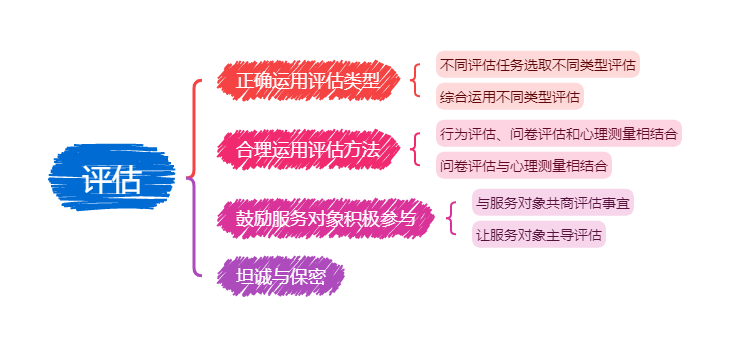 评估
正确运用评估类型
不同评估任务选取不同类型评估
综合运用不同类型评估
合理运用评估方法
行为评估、问卷评估和心理测量相结合
问卷评估与心理测量相结合
鼓励服务对象积极参与
与服务对象共商评估事宜
让服务对象主导评估
坦诚与保密